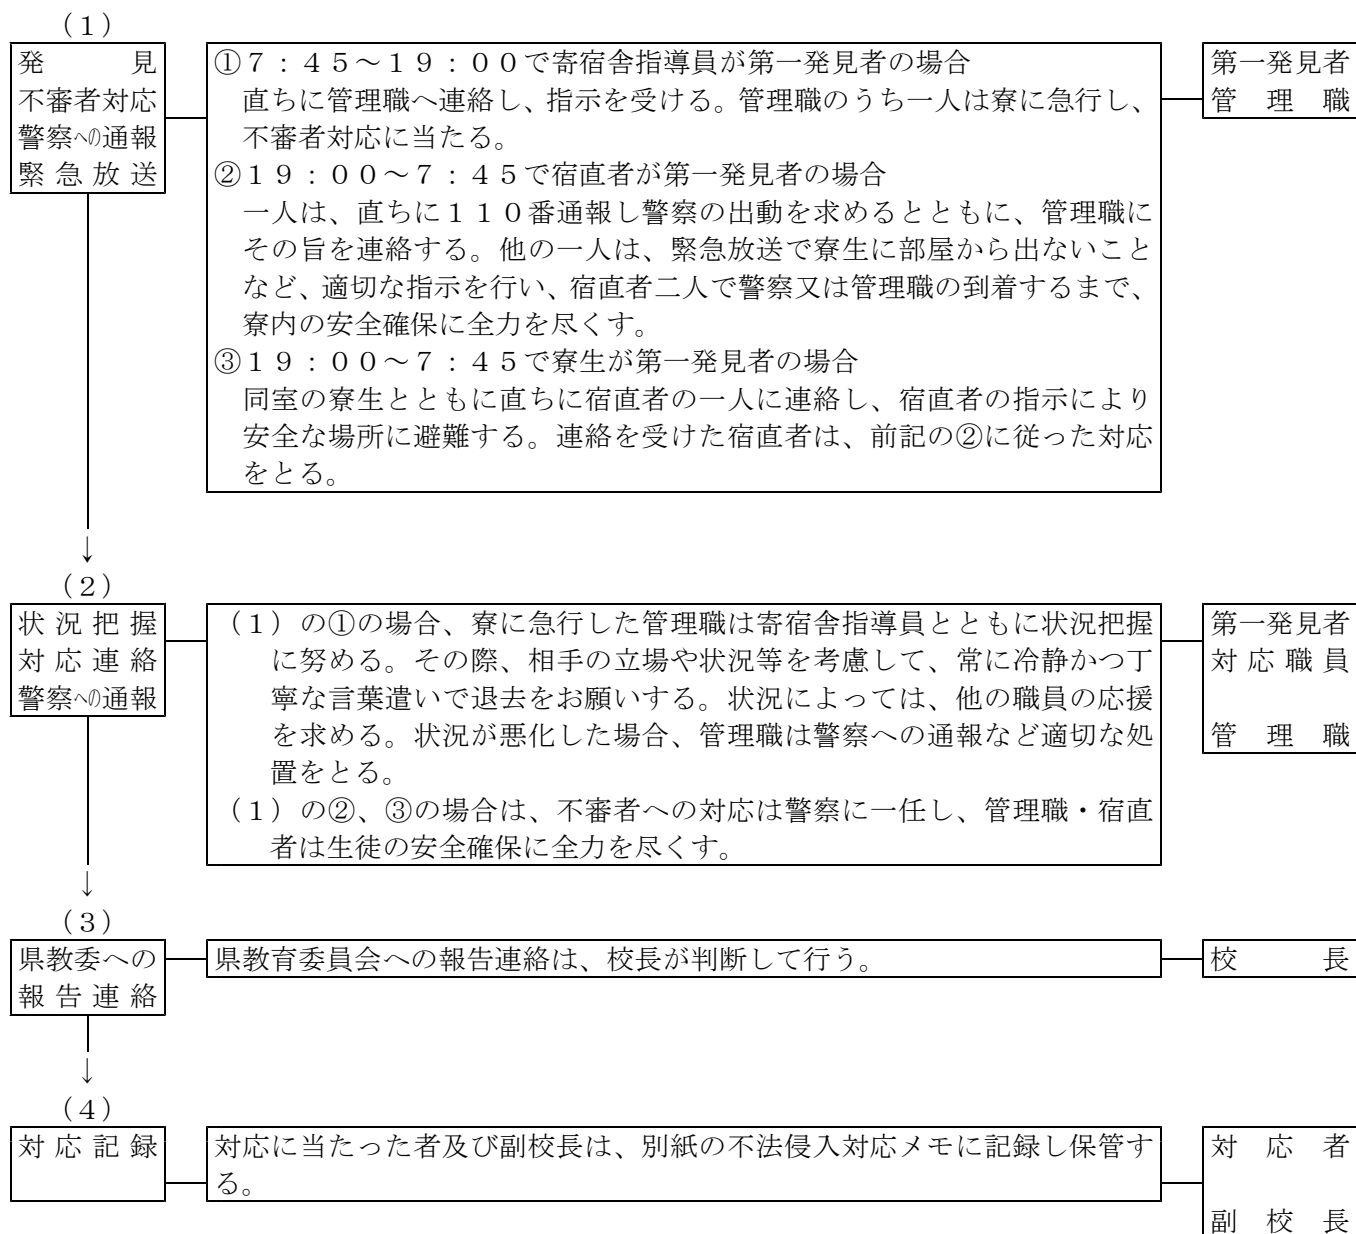 （１）
発見
不審者対応
警察への通報
緊急放送
①７：４５～１９：００で寄宿舎指導員が第一発見者の場合
直ちに管理職へ連絡し、指示を受ける。管理職のうち一人は寮に急行し、
不審者対応に当たる。
②１９：００～７：４５で宿直者が第一発見者の場合
一人は、直ちに１１０番通報し警察の出動を求めるとともに、管理職に
その旨を連絡する。他の一人は、緊急放送で寮生に部屋から出ないこと
など、適切な指示を行い、宿直者二人で警察又は管理職の到着するまで、
寮内の安全確保に全力を尽くす。
③１９：００～７：４５で寮生が第一発見者の場合
同室の寮生とともに直ちに宿直者の一人に連絡し、宿直者の指示により
安全な場所に避難する。連絡を受けた宿直者は、前記の②に従った対応
をとる。
第一発見者
管理職
↓
（２）
状況把握
対応連絡
警察への通報
（１）の①の場合、寮に急行した管理職は寄宿舎指導員とともに状況把握
に努める。その際、相手の立場や状況等を考慮して、常に冷静かつ丁
寧な言葉遣いで退去をお願いする。状況によっては、他の職員の応援
を求める。状況が悪化した場合、管理職は警察への通報など適切な処
置をとる。
（１）の②、③の場合は、不審者への対応は警察に一任し、管理職・宿直
者は生徒の安全確保に全力を尽くす。
第一発見者
対応職員
管理職
↓
（３）
県教委への
報告連絡
県教育委員会への報告連絡は、校長が判断して行う。
校長
↓
（４）
対応記録
対応に当たった者及び副校長は、別紙の不法侵入対応メモに記録し保管す
る。
対応者
副校長